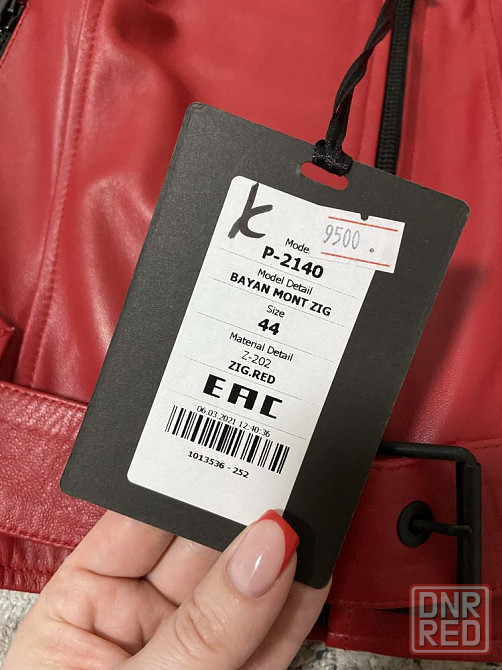 K
9500.
Mode
P-2140
Model Detail
BAYAN MONT ZIG
Size
44
Material Detail
Z-202
ZIG.RED
EAC
06.03.2021 12:40:36
1013536 - 252
DNR
RED